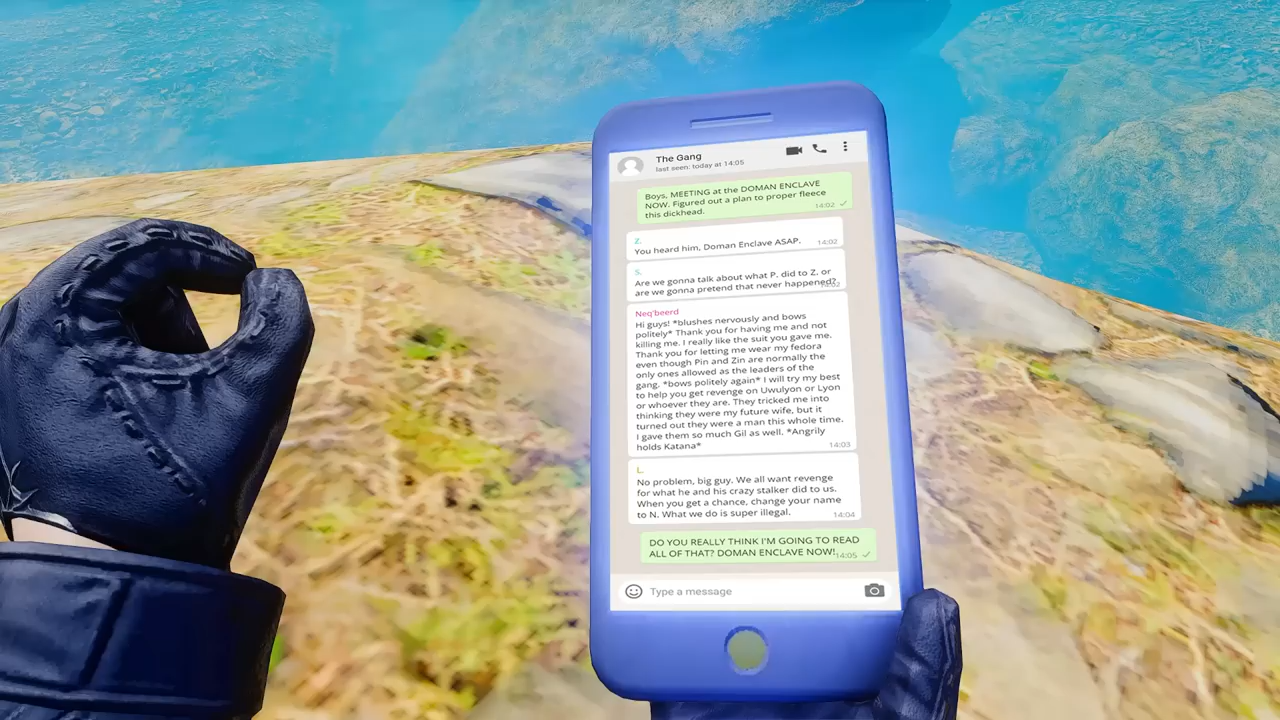 The Gang
last seen: today at 14:05
Boys, MEETING at the DOMAN ENCLAVE
NOW. Figured out a plan to proper fleece
this dickhead.
14:02
Z.
You heard him, Doman Enclave ASAP.
14:02
S.
Are we gonna talk about what P. did to Z. or
are we gonna pretend that never happened?
Neq'beerd
Hi guys! *blushes nervously and bows
politely* Thank you for having me and not
killing me. I really like the suit you gave me.
Thank you for letting me wear my fedora
even though Pin and Zin are normally the
only ones allowed as the leaders of the
gang. *bows politely again* I will try my best
to help you get revenge on Uwulyon or Lyon
or whoever they are. They tricked me into
thinking they were my future wife, but it
turned out they were a man this whole time.
I gave them so much Gil as well. *Angrily
holds Katana*
14:03
L.
No problem, big guy. We all want revenge
for what he and his crazy stalker did to us.
When you get a chance, change your name
to N. What we do is super illegal.
14:04
DO YOU REALLY THINK I'M GOING TO READ
ALL OF THAT? DOMAN ENCLAVE NOW!
14:05
Type a message